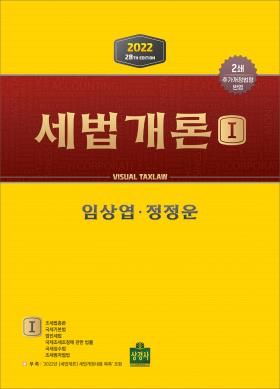 2022
28TH EDITION
2쇄
추가개정법령
반영
세법개론 I
VISUAL TAXLAW
임상엽 · 정정운
I
조세법총론
국세기본법
법인세법
국제조세조정에 관한 법률
국세징수법
조세범처벌법
부록 : '2022년 [세법개론] 세법개정내용 목록' 포함
상경사